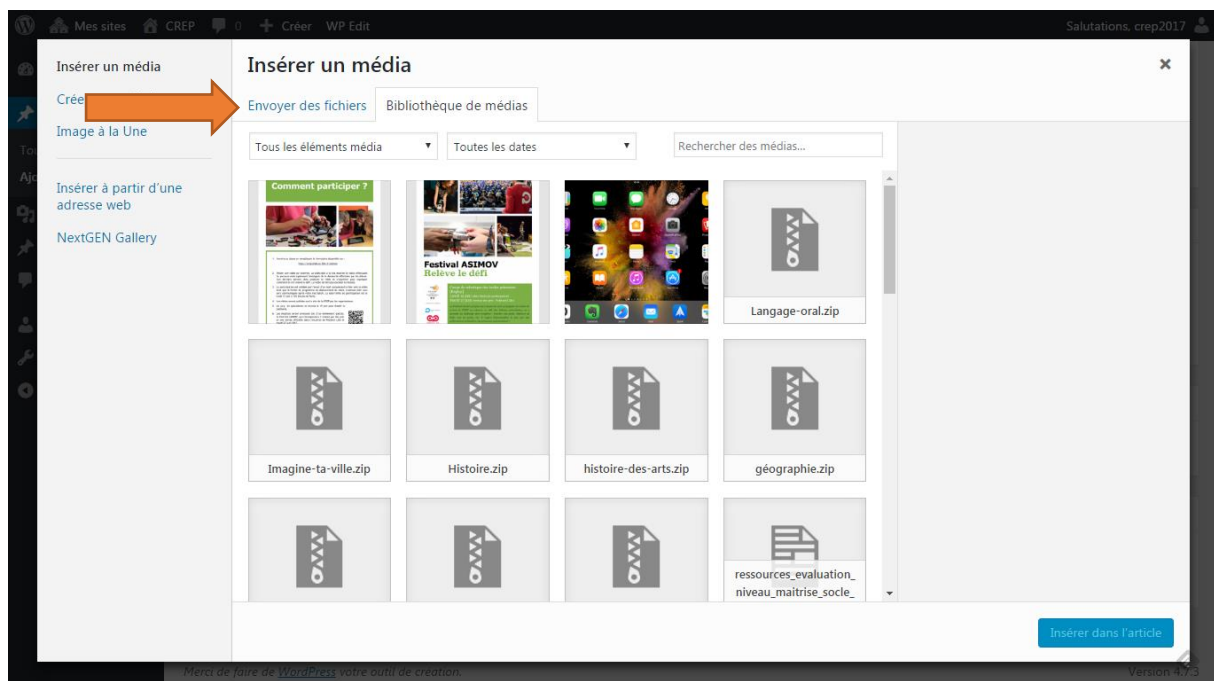 Mes sites CREP 0 Créer WP Edit Salutations, crep2017
Insérer un média
Insérer un média
Envoyer des fichiers Bibliothèque de médias
Image à la Une
Tous les éléments média Toutes les dates Rechercher des médias...
Insérer à partir d'une
adresse web
NextGEN Gallery
Comment participer ?
Festival ASIMOV
Relève le défi
Langage-oral.zip
Imagine-ta-ville.zip Histoire.zip histoire-des-arts.zip géographie.zip
ressources_evaluation_
niveau_maitrise_socle_
Insérer dans l'article
Merci de faire de WordPress votre outil de création. Version 4.7.3